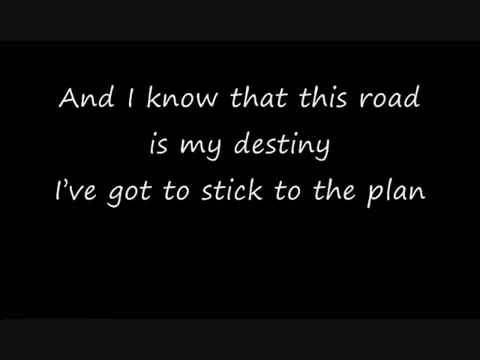 And I know that this road
is my destiny
I've got to stick to the plan